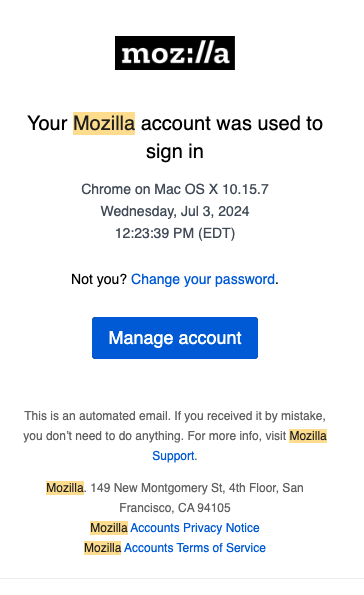 moz://a
Your Mozilla account was used to
sign in
Chrome on Mac OS X 10.15.7
Wednesday, Jul 3, 2024
12:23:39 PM (EDT)
Not you? Change your password.
Manage account
This is an automated email. If you received it by mistake,
you don’t need to do anything. For more info, visit Mozilla
Support.
Mozilla. 149 New Montgomery St, 4th Floor, San
Francisco, CA 94105
Mozilla Accounts Privacy Notice
Mozilla Accounts Terms of Service